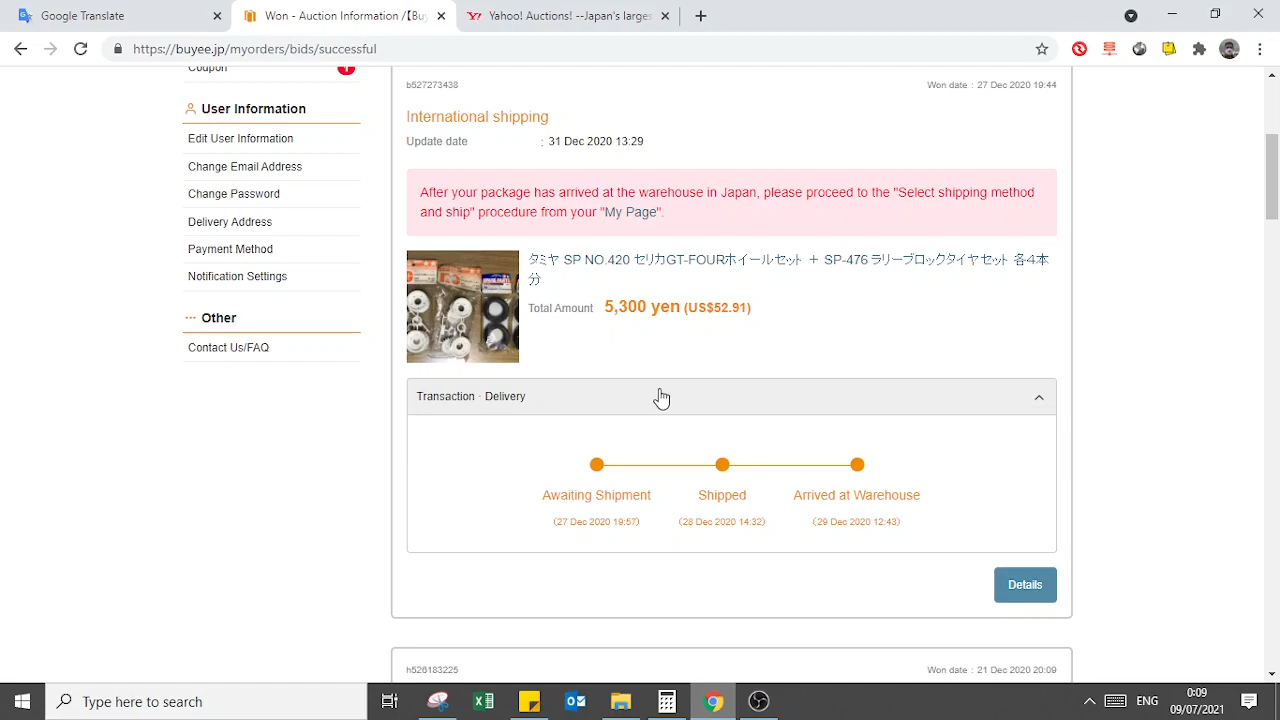 Google Translate
Won - Auction Information /【Buy
Yahoo! Auctions! --Japan's larges
https://buyee.jp/myorders/bids/successful
Coupon
User Information
Edit User Information
Change Email Address
Change Password
Delivery Address
Payment Method
Notification Settings
Other
Contact Us/FAQ
b527273438
Won date : 27 Dec 2020 19:44
International shipping
Update date : 31 Dec 2020 13:29
After your package has arrived at the warehouse in Japan, please proceed to the "Select shipping method
and ship" procedure from your "My Page".
タミヤ SP NO.420 セリカGT-FOURホイールセット ＋ SP-476 ラリーブロックタイヤセット 各４本
分
Total Amount 5,300 yen (US$52.91)
Transaction · Delivery
Awaiting Shipment
Shipped
Arrived at Warehouse
(27 Dec 2020 19:57)
(28 Dec 2020 14:32)
(29 Dec 2020 12:43)
Details
h526183225
Won date : 21 Dec 2020 20:09
Type here to search
ENG
0:09
09/07/2021